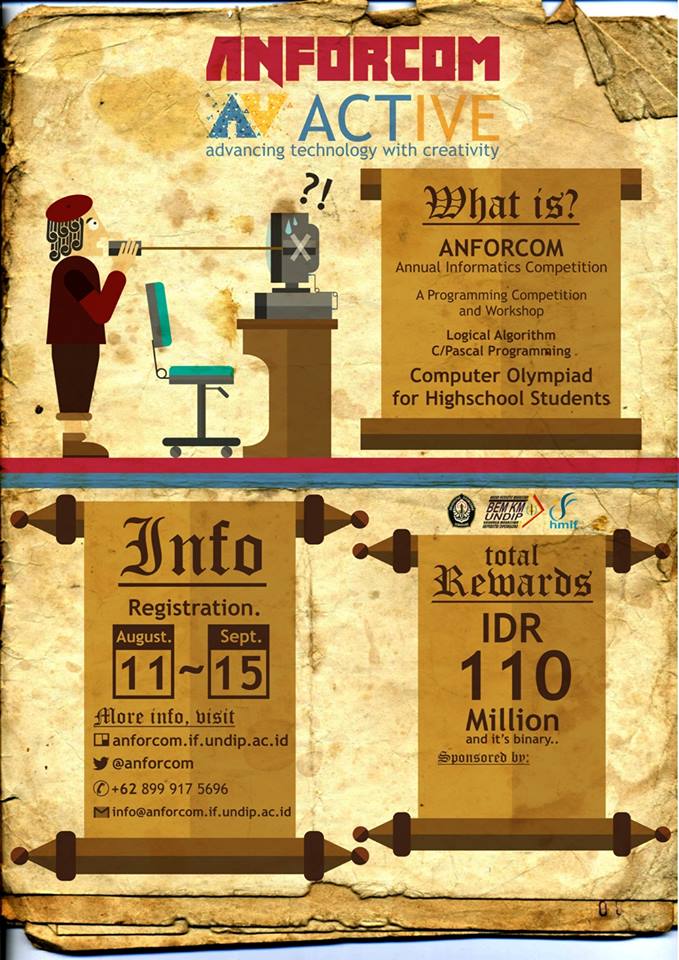 ANFORCOM
ACTIVE
advancing technology with creativity
?!
What is?
ANFORCOM
Annual Informatics Competition
A Programming Competition
and Workshop
Logical Algorithm
C/Pascal Programming
Computer Olympiad
for Highschool Students
Info
Registration.
August. Sept.
11 ~ 15
More info, visit
anforcom.if.undip.ac.id
@anforcom
+62 899 917 5696
info@anforcom.if.undip.ac.id
BEM KM
UNDIP
hmif
total
Rewards
IDR
110
Million
and it's binary..
Sponsored by: